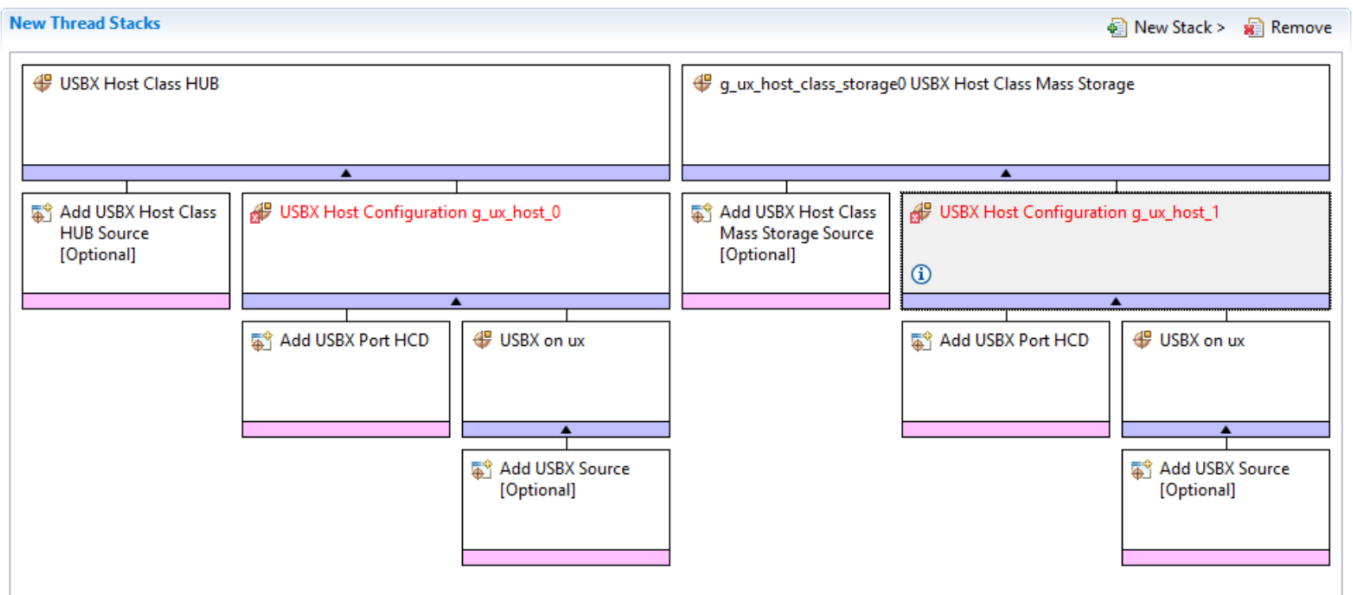 New Thread Stacks
New Stack > Remove
USBX Host Class HUB
g_ux_host_class_storage0 USBX Host Class Mass Storage
Add USBX Host Class
HUB Source
[Optional]
USBX Host Configuration g_ux_host_0
Add USBX Host Class
Mass Storage Source
[Optional]
USBX Host Configuration g_ux_host_1
Add USBX Port HCD
USBX on ux
Add USBX Port HCD
USBX on ux
Add USBX Source
[Optional]
Add USBX Source
[Optional]